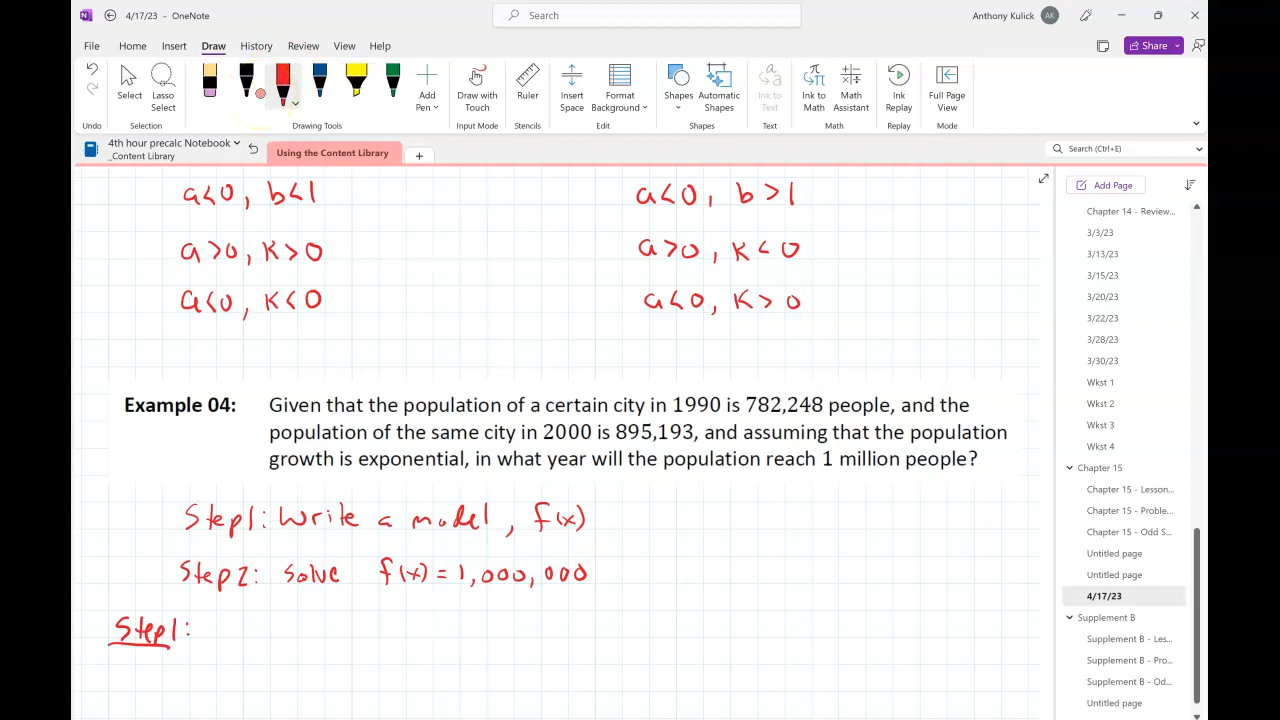 4/17/23 - OneNote
Search
Anthony Kulick
AK
File Home Insert Draw History Review View Help
Share
Undo
Select
Lasso Select
Selection
Drawing Tools
Add Pen
Draw with Touch
Input Mode
Ruler
Stencils
Insert Space
Format Background
Edit
Shapes
Automatic Shapes
Shapes
Ink to Text
Text
Ink to Math
Math Assistant
Math
Ink Replay
Replay
Full Page View
Mode
4th hour precalc Notebook
_Content Library
Using the Content Library
Search (Ctrl+E)
a<0, b<1
a<0, b>1
a>0, K>0
a>0, K<0
a<0, K<0
a<0, K>0
Example 04: Given that the population of a certain city in 1990 is 782,248 people, and the
population of the same city in 2000 is 895,193, and assuming that the population
growth is exponential, in what year will the population reach 1 million people?
Step1: Write a model, f(x)
Step2: solve f(x)=1,000,000
Step1:
Add Page
Chapter 14 - Review...
3/3/23
3/13/23
3/15/23
3/20/23
3/22/23
3/28/23
3/30/23
Wkst 1
Wkst 2
Wkst 3
Wkst 4
Chapter 15
Chapter 15 - Lesson...
Chapter 15 - Proble...
Chapter 15 - Odd S...
Untitled page
Untitled page
4/17/23
Supplement B
Supplement B - Les...
Supplement B - Pro...
Supplement B - Od...
Untitled page